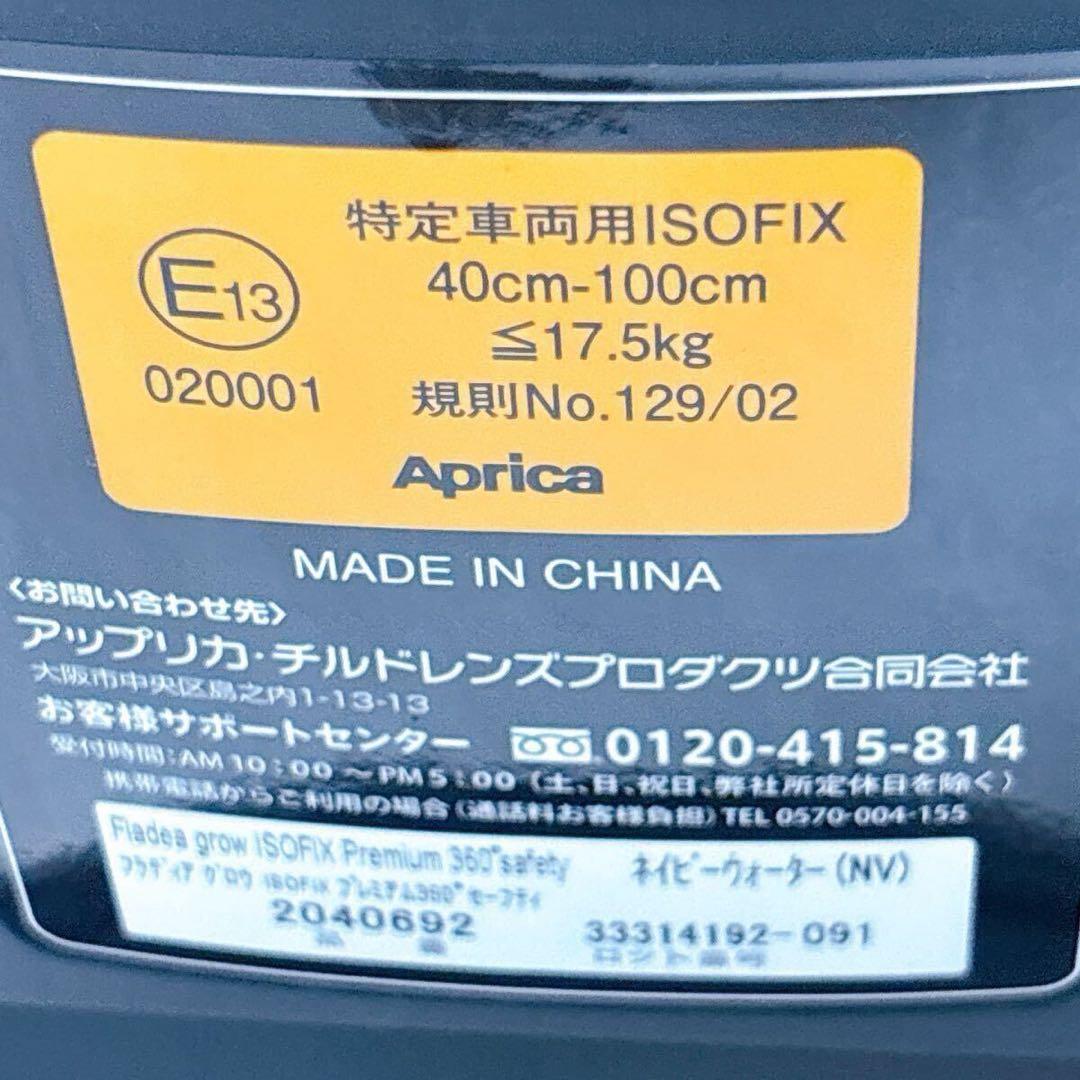 特定車両用ISOFIX
40cm-100cm
≦17.5kg
規則No.129/02
E13
020001
Aprica
MADE IN CHINA
〈お問い合わせ先〉
アップリカ・チルドレンズプロダクツ合同会社
大阪市中央区島之内1-13-13
お客様サポートセンター 0120-415-814
受付時間:AM10:00〜PM5:00(土、日、祝日、弊社所定休日を除く)
携帯電話からご利用の場合(通話料お客様負担)TEL 0570-004-155
Fladea grow ISOFIX Premium 360°safety ネイビーウォーター(NV)
フラディア グロウ ISOFIX プレミアム360°セーフティ
2040692 33314192-091
品番 ロット番号